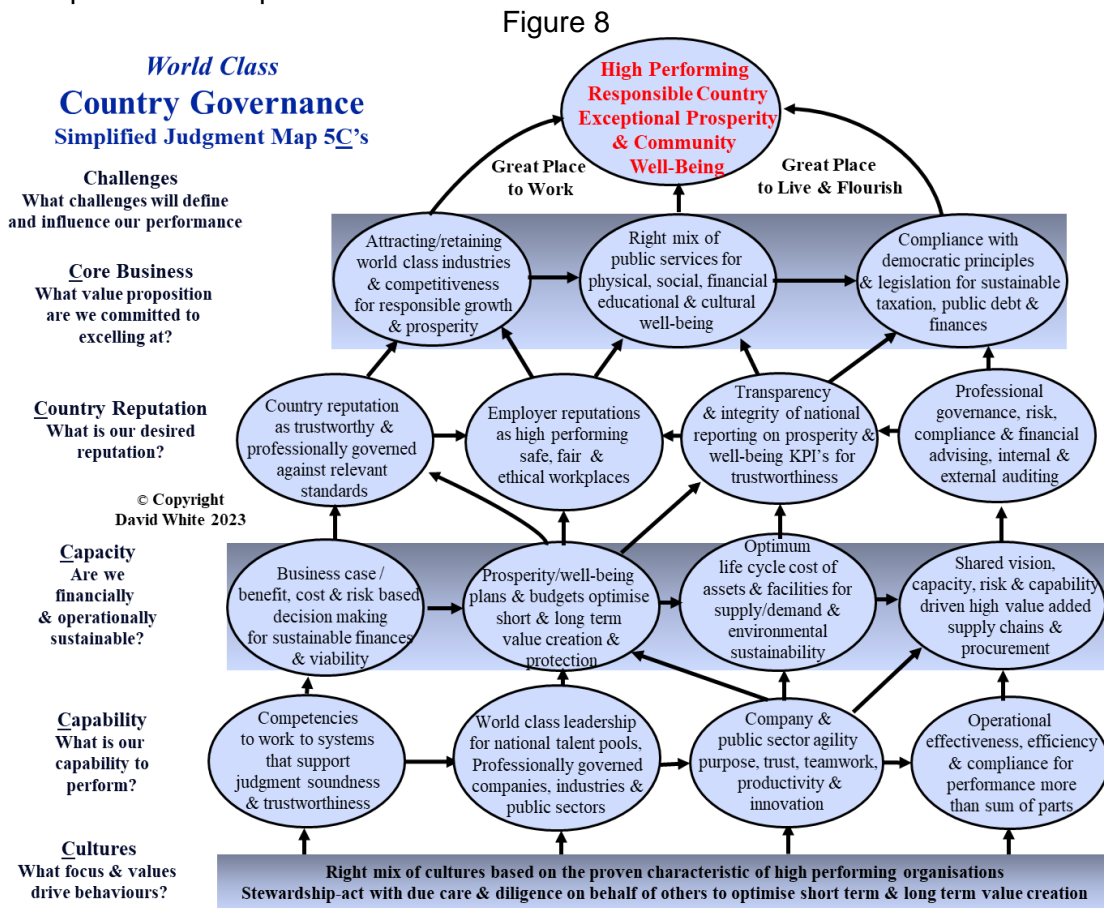 Figure 8
World Class
Country Governance
Simplified Judgment Map 5C's
High Performing
Responsible Country
Exceptional Prosperity
& Community
Well-Being
Great Place
to Work
Great Place
to Live & Flourish
Challenges
What challenges will define
and influence our performance
Core Business
What value proposition
are we committed to
excelling at?
Attracting/retaining
world class industries
& competitiveness
for responsible growth
& prosperity
Right mix of
public services for
physical, social, financial
educational & cultural
well-being
Compliance with
democratic principles
& legislation for sustainable
taxation, public debt &
finances
Country Reputation
What is our desired
reputation?
Country reputation
as trustworthy &
professionally governed
against relevant
standards
Employer reputations
as high performing
safe, fair &
ethical workplaces
Transparency
& integrity of national
reporting on prosperity &
well-being KPI's for
trustworthiness
Professional
governance, risk,
compliance & financial
advising, internal &
external auditing
© Copyright
David White 2023
Capacity
Are we
financially
& operationally
sustainable?
Business case /
benefit, cost & risk based
decision making
for sustainable finances
& viability
Prosperity/well-being
plans & budgets optimise
short & long term
value creation &
protection
Optimum
life cycle cost of
assets & facilities for
supply/demand &
environmental
sustainability
Shared vision,
capacity, risk & capability
driven high value added
supply chains &
procurement
Capability
What is our
capability to
perform?
Competencies
to work to systems
that support
judgment soundness
& trustworthiness
World class leadership
for national talent pools,
Professionally governed
companies, industries &
public sectors
Company &
public sector agility
purpose, trust, teamwork,
productivity &
innovation
Operational
effectiveness, efficiency
& compliance for
performance more
than sum of parts
Cultures
What focus & values
drive behaviours?
Right mix of cultures based on the proven characteristic of high performing organisations
Stewardship-act with due care & diligence on behalf of others to optimise short term & long term value creation